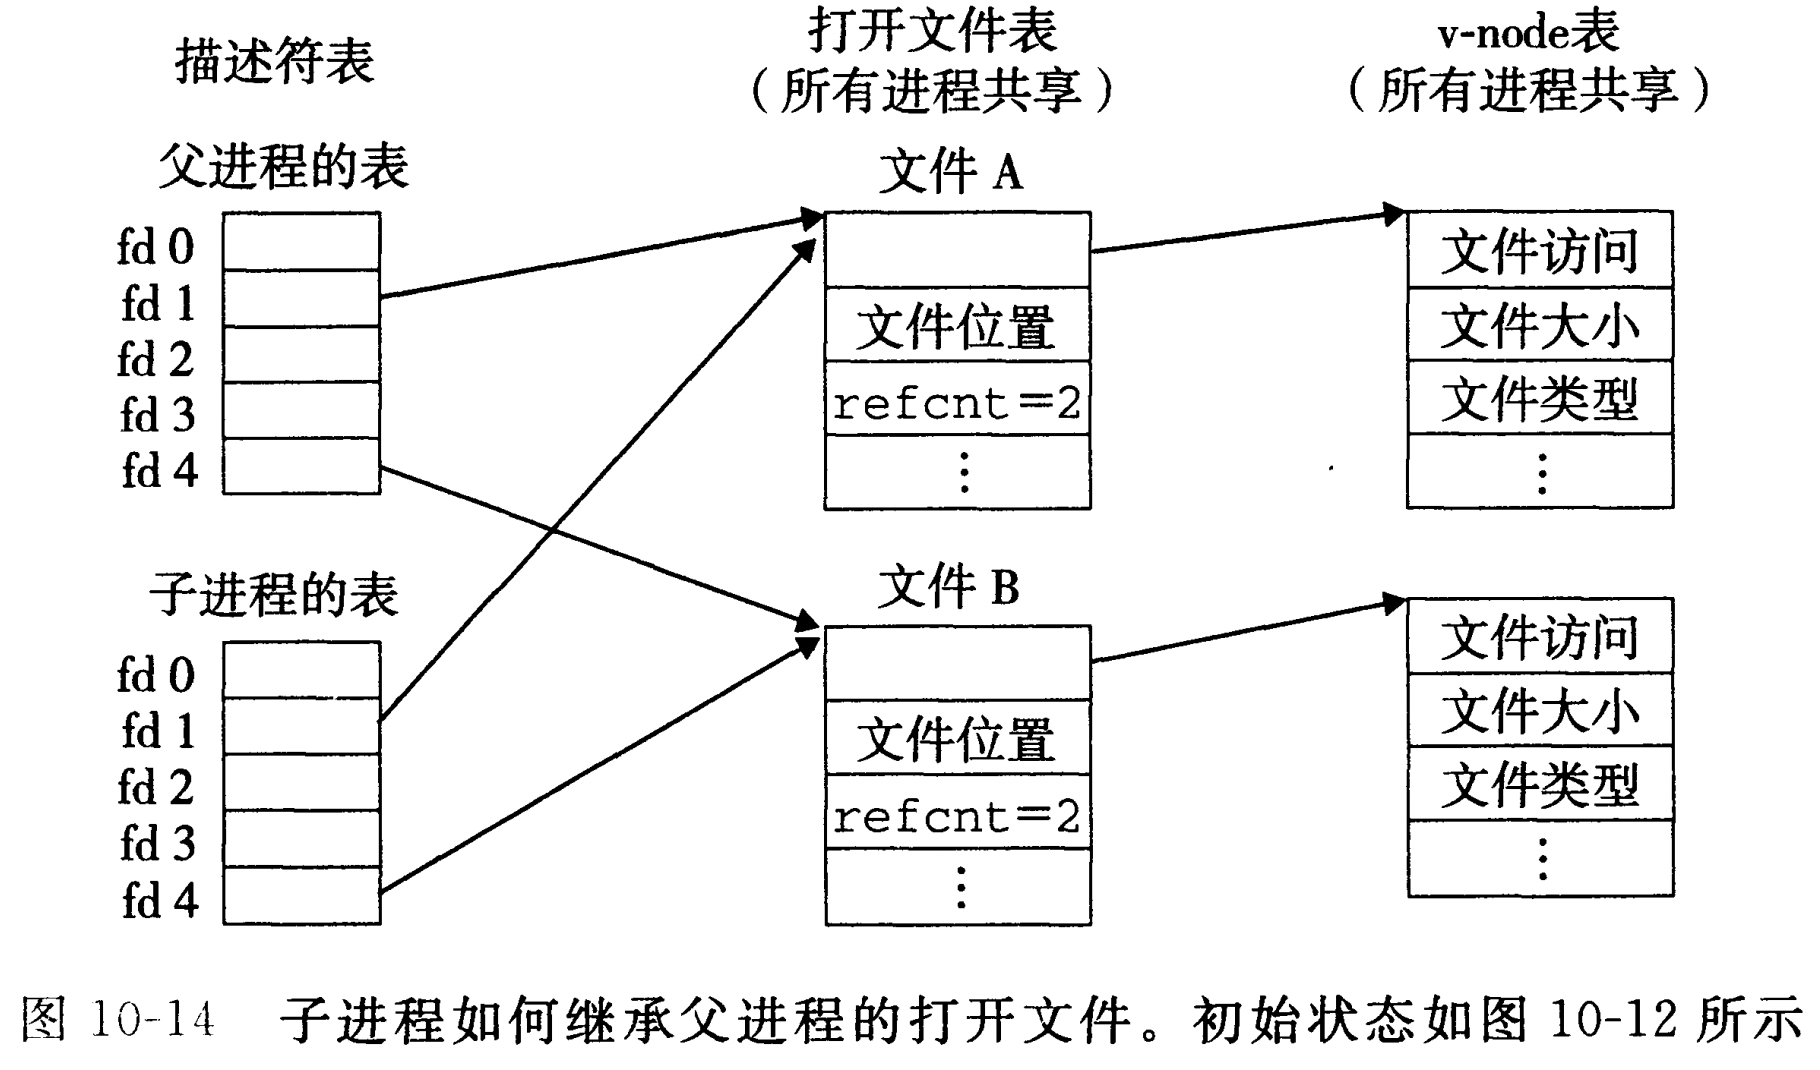 描述符表
打开文件表
（所有进程共享）
v-node表
（所有进程共享）
父进程的表
fd 0
fd 1
fd 2
fd 3
fd 4
子进程的表
fd 0
fd 1
fd 2
fd 3
fd 4
文件 A
文件位置
refcnt=2
⋮
文件 B
文件位置
refcnt=2
⋮
文件访问
文件大小
文件类型
⋮
文件访问
文件大小
文件类型
⋮
图 10-14 子进程如何继承父进程的打开文件。初始状态如图 10-12 所示